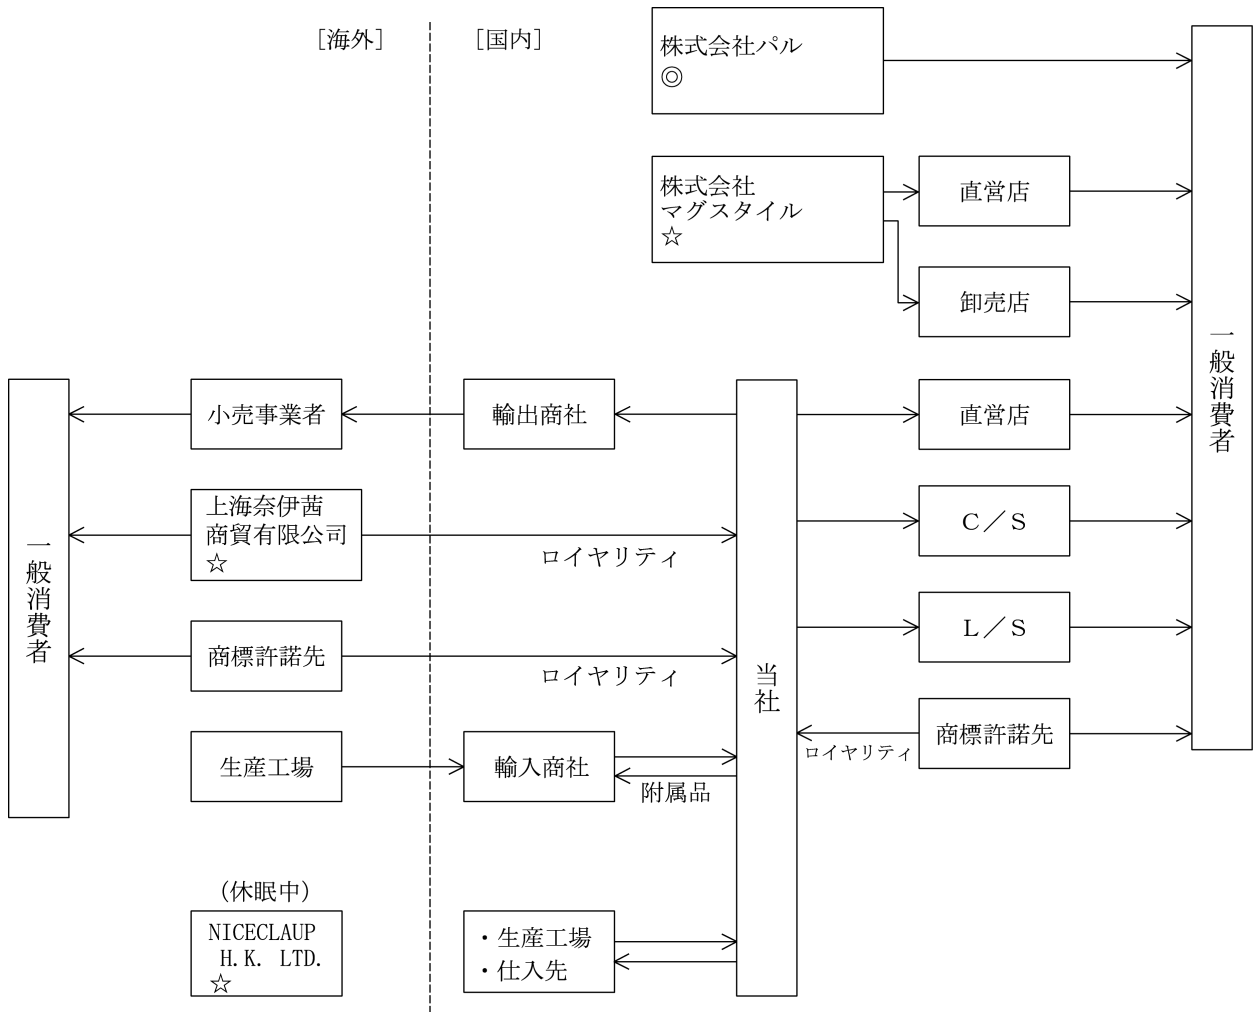 ［海外］
［国内］
株式会社パル
◎
株式会社
マグスタイル
☆
直営店
卸売店
一般消費者
小売事業者
輸出商社
直営店
上海奈伊茜
商貿有限公司
☆
ロイヤリティ
C／S
一般消費者
商標許諾先
ロイヤリティ
L／S
当社
商標許諾先
ロイヤリティ
生産工場
輸入商社
附属品
（休眠中）
NICECLAUP
H.K. LTD.
☆
・生産工場
・仕入先